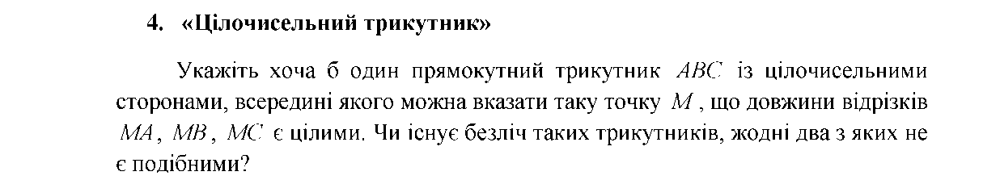 4. «Цілочисельний трикутник»
Укажіть хоча б один прямокутний трикутник ABC із цілочисельними
сторонами, всередині якого можна вказати таку точку M , що довжини відрізків
MA , MB , MC є цілими. Чи існує безліч таких трикутників, жодні два з яких не
є подібними?